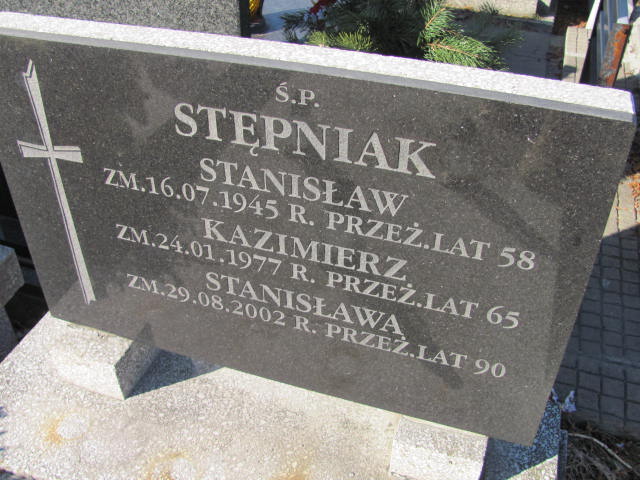 Ś.P.
STĘPNIAK
STANISŁAW
ZM.16.07.1945 R. PRZEŻ.LAT 58
KAZIMIERZ
ZM.24.01.1977 R. PRZEŻ.LAT 65
STANISŁAWA
ZM.29.08.2002 R. PRZEŻ.LAT 90